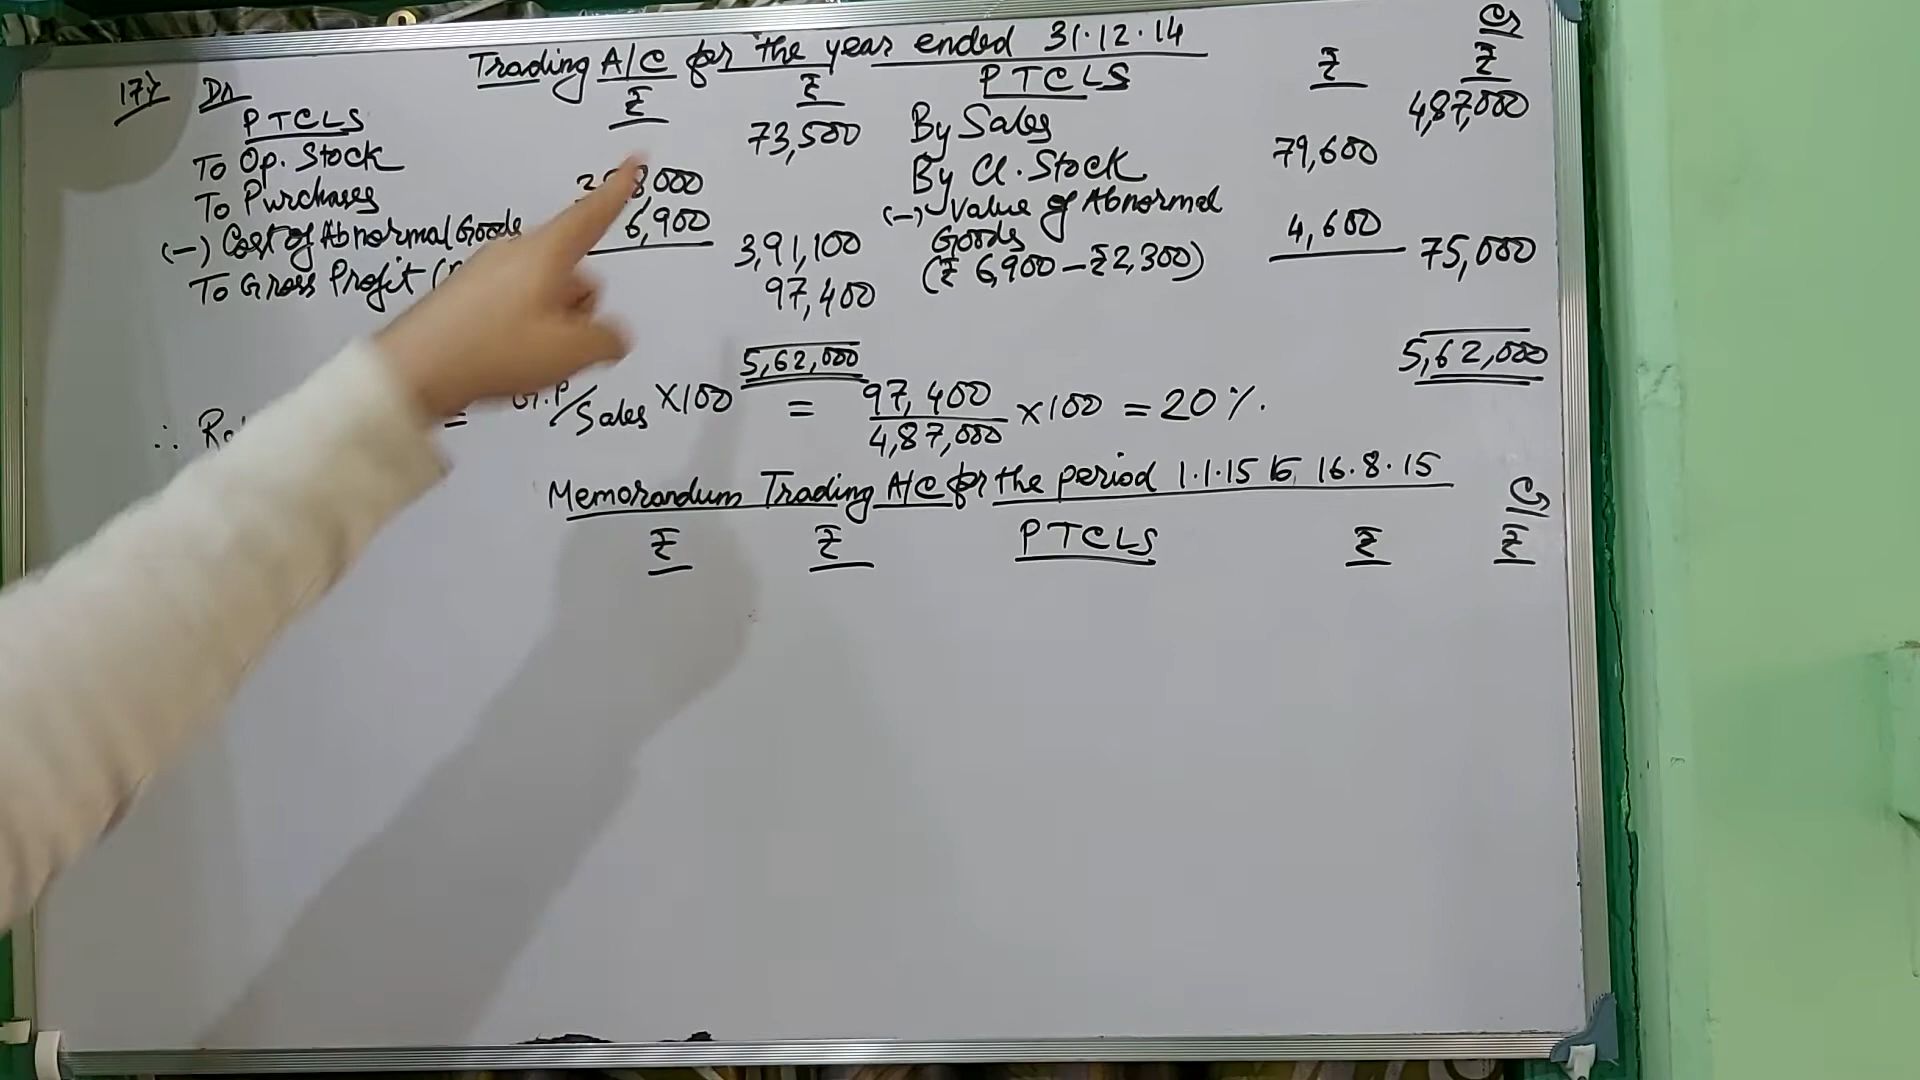 Trading A/C for the year ended 31.12.14
17) Dr Cr
PTCLS ₹ ₹ PTCLS ₹ ₹
To Op. Stock 73,500 By Sales 4,87,000
To Purchases 8,000 By Cl. Stock 79,600
(-) Cost of Abnormal Goods 6,900 3,91,100 (-) Value of Abnormal
Goods 4,600 75,000
To Gross Profit ( 97,400 (₹ 6,900 - ₹2,300)
5,62,000 5,62,000
∴ = G.P/Sales ×100 = 97,400/4,87,000 ×100 = 20%.
Memorandum Trading A/C for the period 1.1.15 to 16.8.15
Cr
₹ ₹ PTCLS ₹ ₹